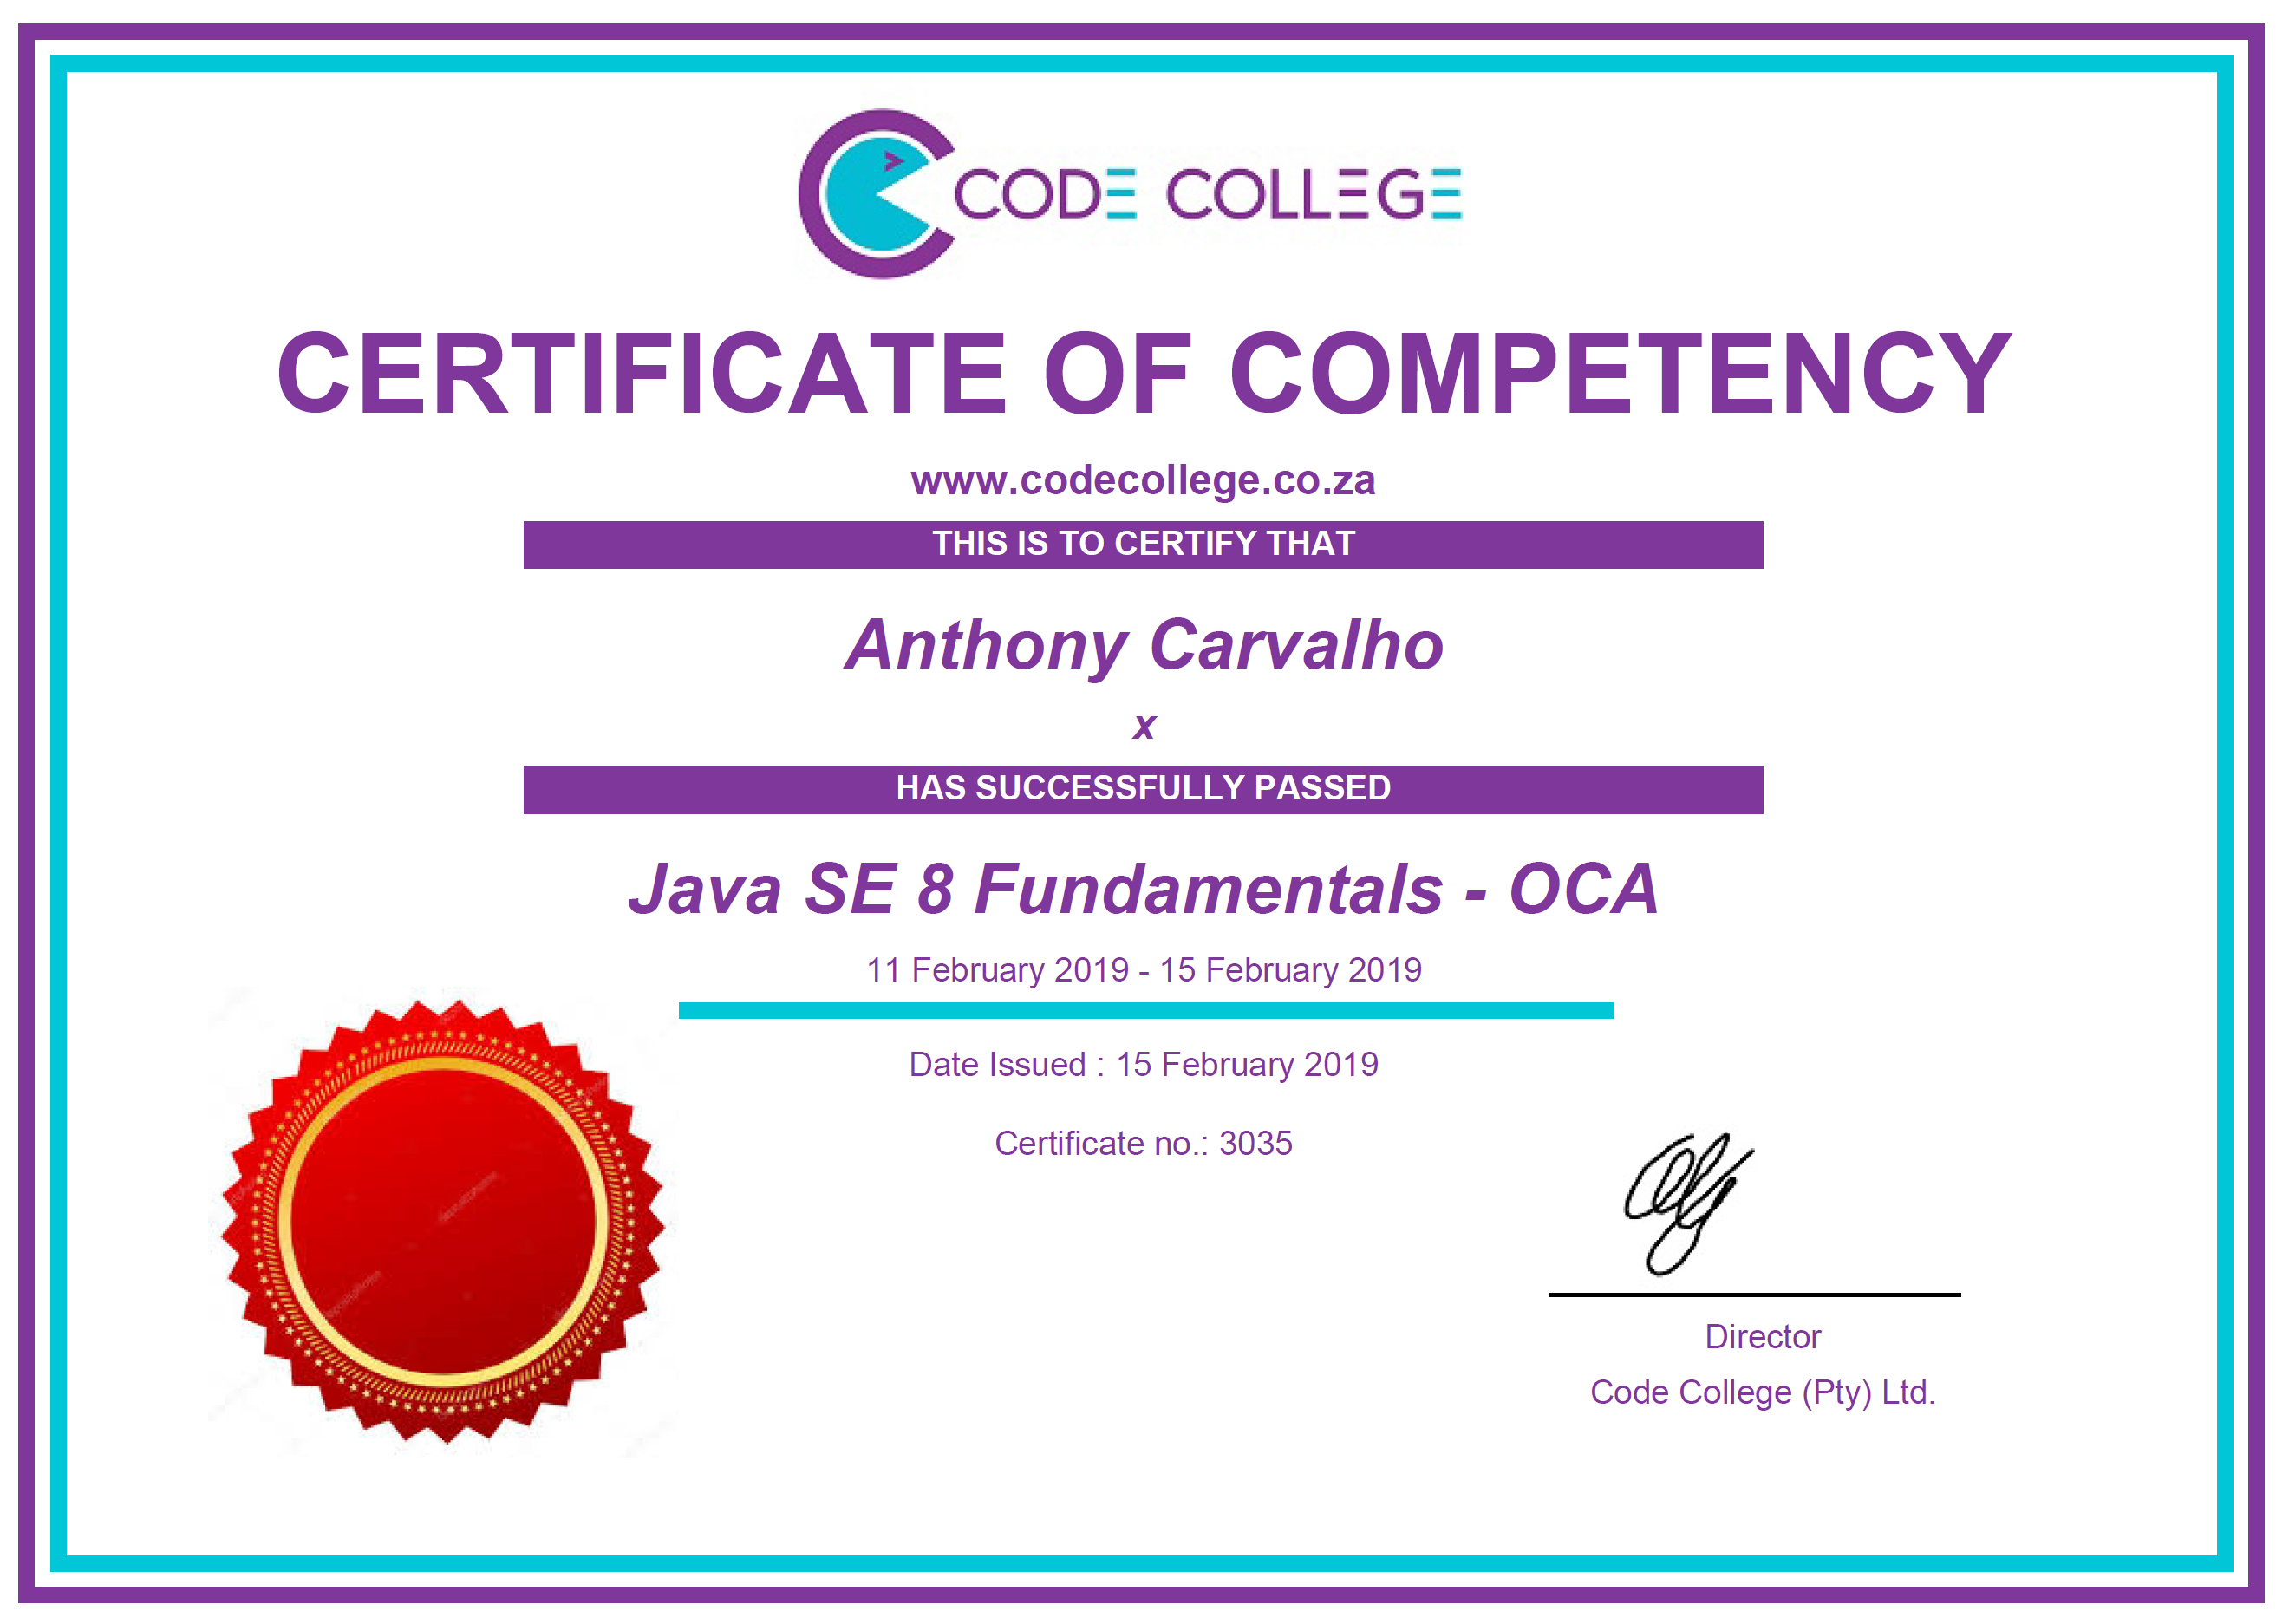 CODE COLLEGE
CERTIFICATE OF COMPETENCY
www.codecollege.co.za
THIS IS TO CERTIFY THAT
Anthony Carvalho
x
HAS SUCCESSFULLY PASSED
Java SE 8 Fundamentals - OCA
11 February 2019 - 15 February 2019
Date Issued : 15 February 2019
Certificate no.: 3035
Director
Code College (Pty) Ltd.